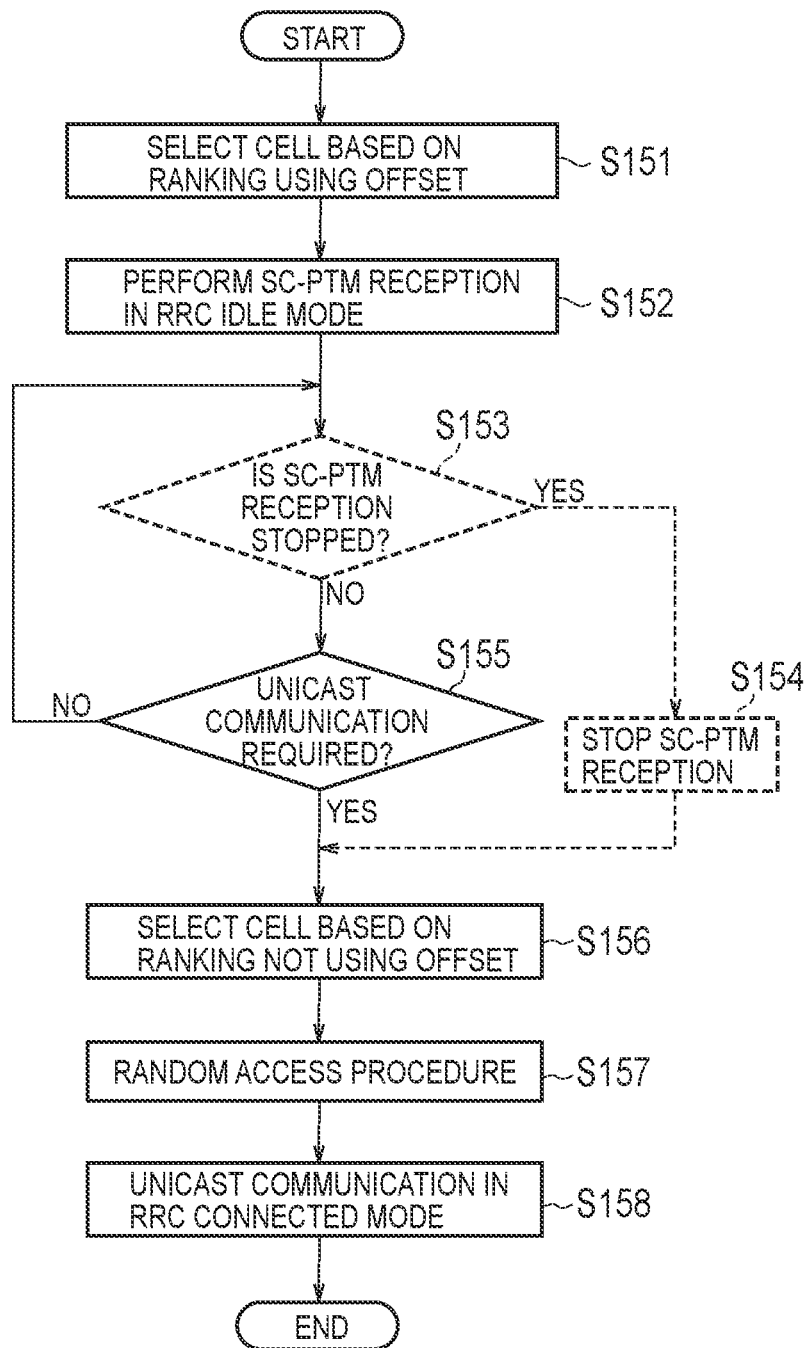 START
SELECT CELL BASED ON
RANKING USING OFFSET
S151
PERFORM SC-PTM RECEPTION
IN RRC IDLE MODE
S152
S153
IS SC-PTM
RECEPTION
STOPPED?
YES
NO
S155
UNICAST
COMMUNICATION
REQUIRED?
NO
YES
S154
STOP SC-PTM
RECEPTION
SELECT CELL BASED ON
RANKING NOT USING OFFSET
S156
RANDOM ACCESS PROCEDURE
S157
UNICAST COMMUNICATION IN
RRC CONNECTED MODE
S158
END